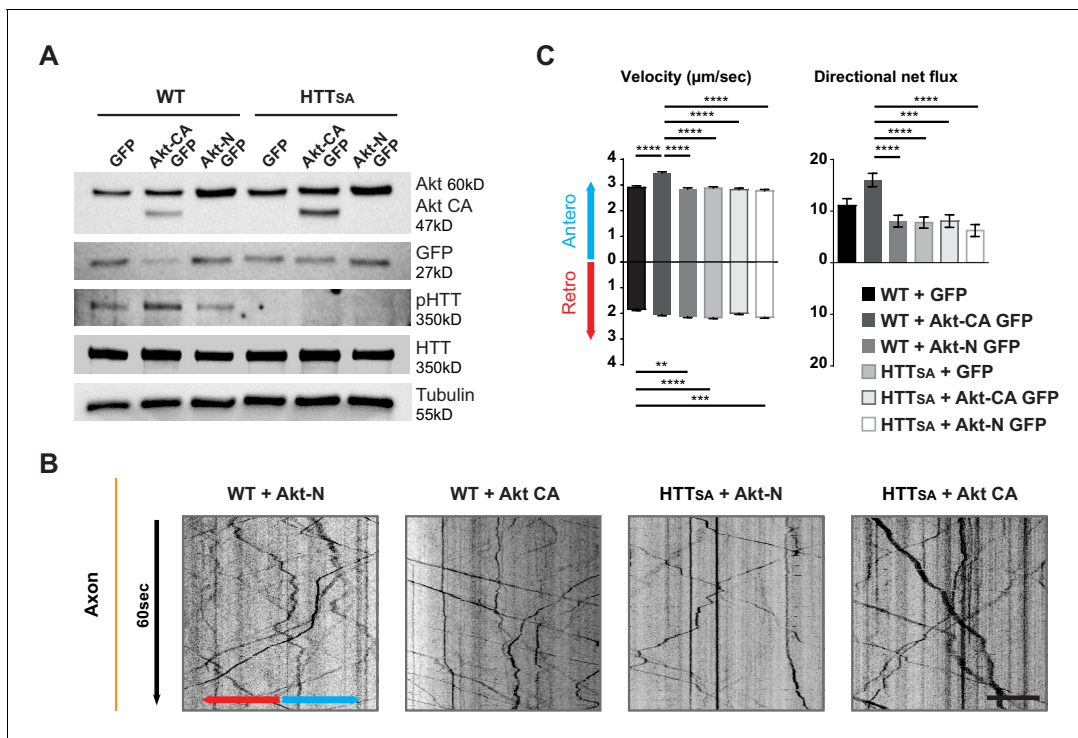 A
WT
HTTSA
GFP
Akt-CA GFP
Akt-N GFP
GFP
Akt-CA GFP
Akt-N GFP
Akt 60kD
Akt CA
47kD
GFP
27kD
pHTT
350kD
HTT
350kD
Tubulin
55kD
C
Velocity (µm/sec)
**** **** ****
****
****
****
4
3
2
1
0
1
2
3
4
Antero
Retro
**
****
***
Directional net flux
****
***
****
****
20
10
0
10
20
WT + GFP
WT + Akt-CA GFP
WT + Akt-N GFP
HTTSA + GFP
HTTSA + Akt-CA GFP
HTTSA + Akt-N GFP
B
Axon
60sec
WT + Akt-N
WT + Akt CA
HTTSA + Akt-N
HTTSA + Akt CA